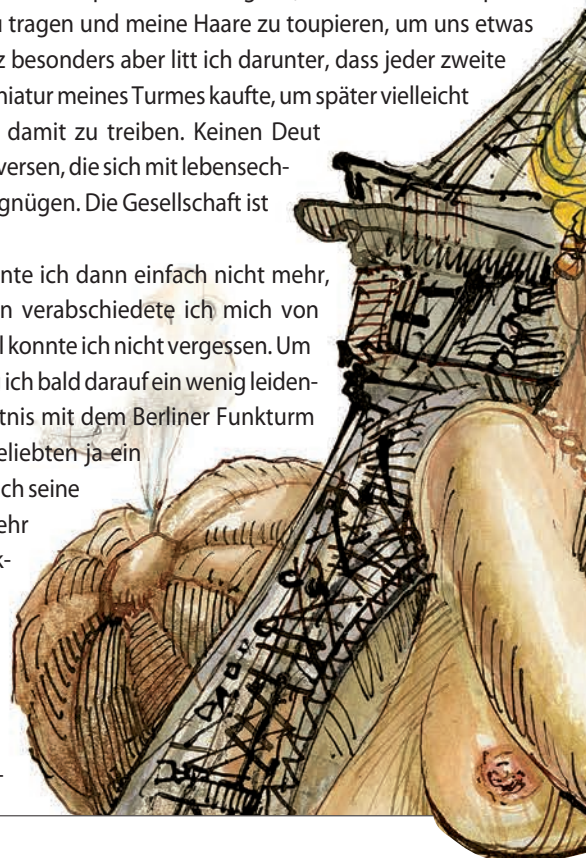 tragen und meine Haare zu toupieren, um uns etwas
besonders aber litt ich darunter, dass jeder zweite
niatur meines Turmes kaufte, um später vielleicht
damit zu treiben. Keinen Deut
versen, die sich mit lebensech-
gnügen. Die Gesellschaft ist
nte ich dann einfach nicht mehr,
n verabschiedete ich mich von
l konnte ich nicht vergessen. Um
ich bald darauf ein wenig leiden-
tnis mit dem Berliner Funkturm
eliebten ja ein
ch seine
ehr
k-
-